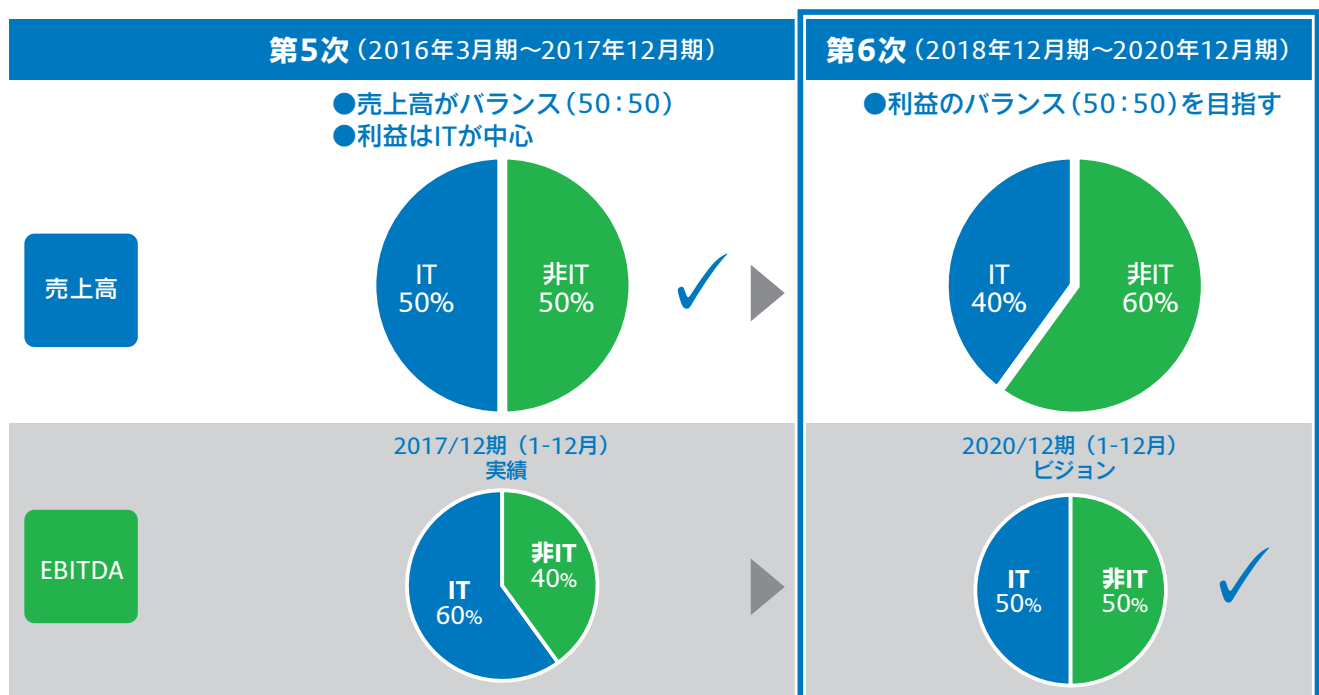 第5次（2016年3月期〜2017年12月期）
第6次（2018年12月期〜2020年12月期）
●売上高がバランス（50：50）
●利益はITが中心
●利益のバランス（50：50）を目指す
売上高
IT
50%
非IT
50%
IT
40%
非IT
60%
2017/12期（1-12月）
実績
2020/12期（1-12月）
ビジョン
EBITDA
IT
60%
非IT
40%
IT
50%
非IT
50%